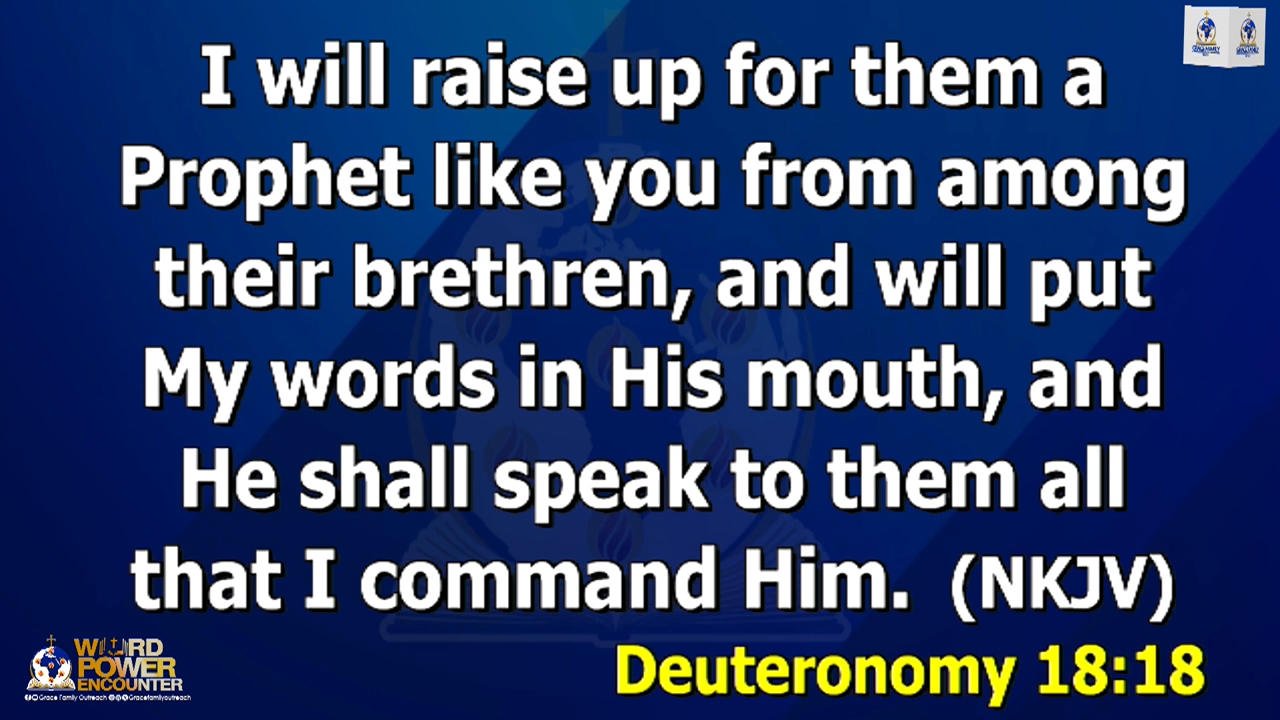 I will raise up for them a
Prophet like you from among
their brethren, and will put
My words in His mouth, and
He shall speak to them all
that I command Him. (NKJV)
Deuteronomy 18:18
WORD
POWER
ENCOUNTER
Grace Family Outreach Gracefamilyoutreach